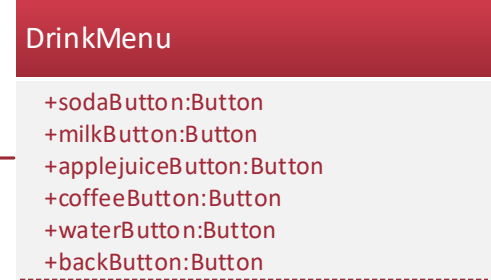 DrinkMenu
+sodaButton:Button
+milkButton:Button
+applejuiceButton:Button
+coffeeButton:Button
+waterButton:Button
+backButton:Button